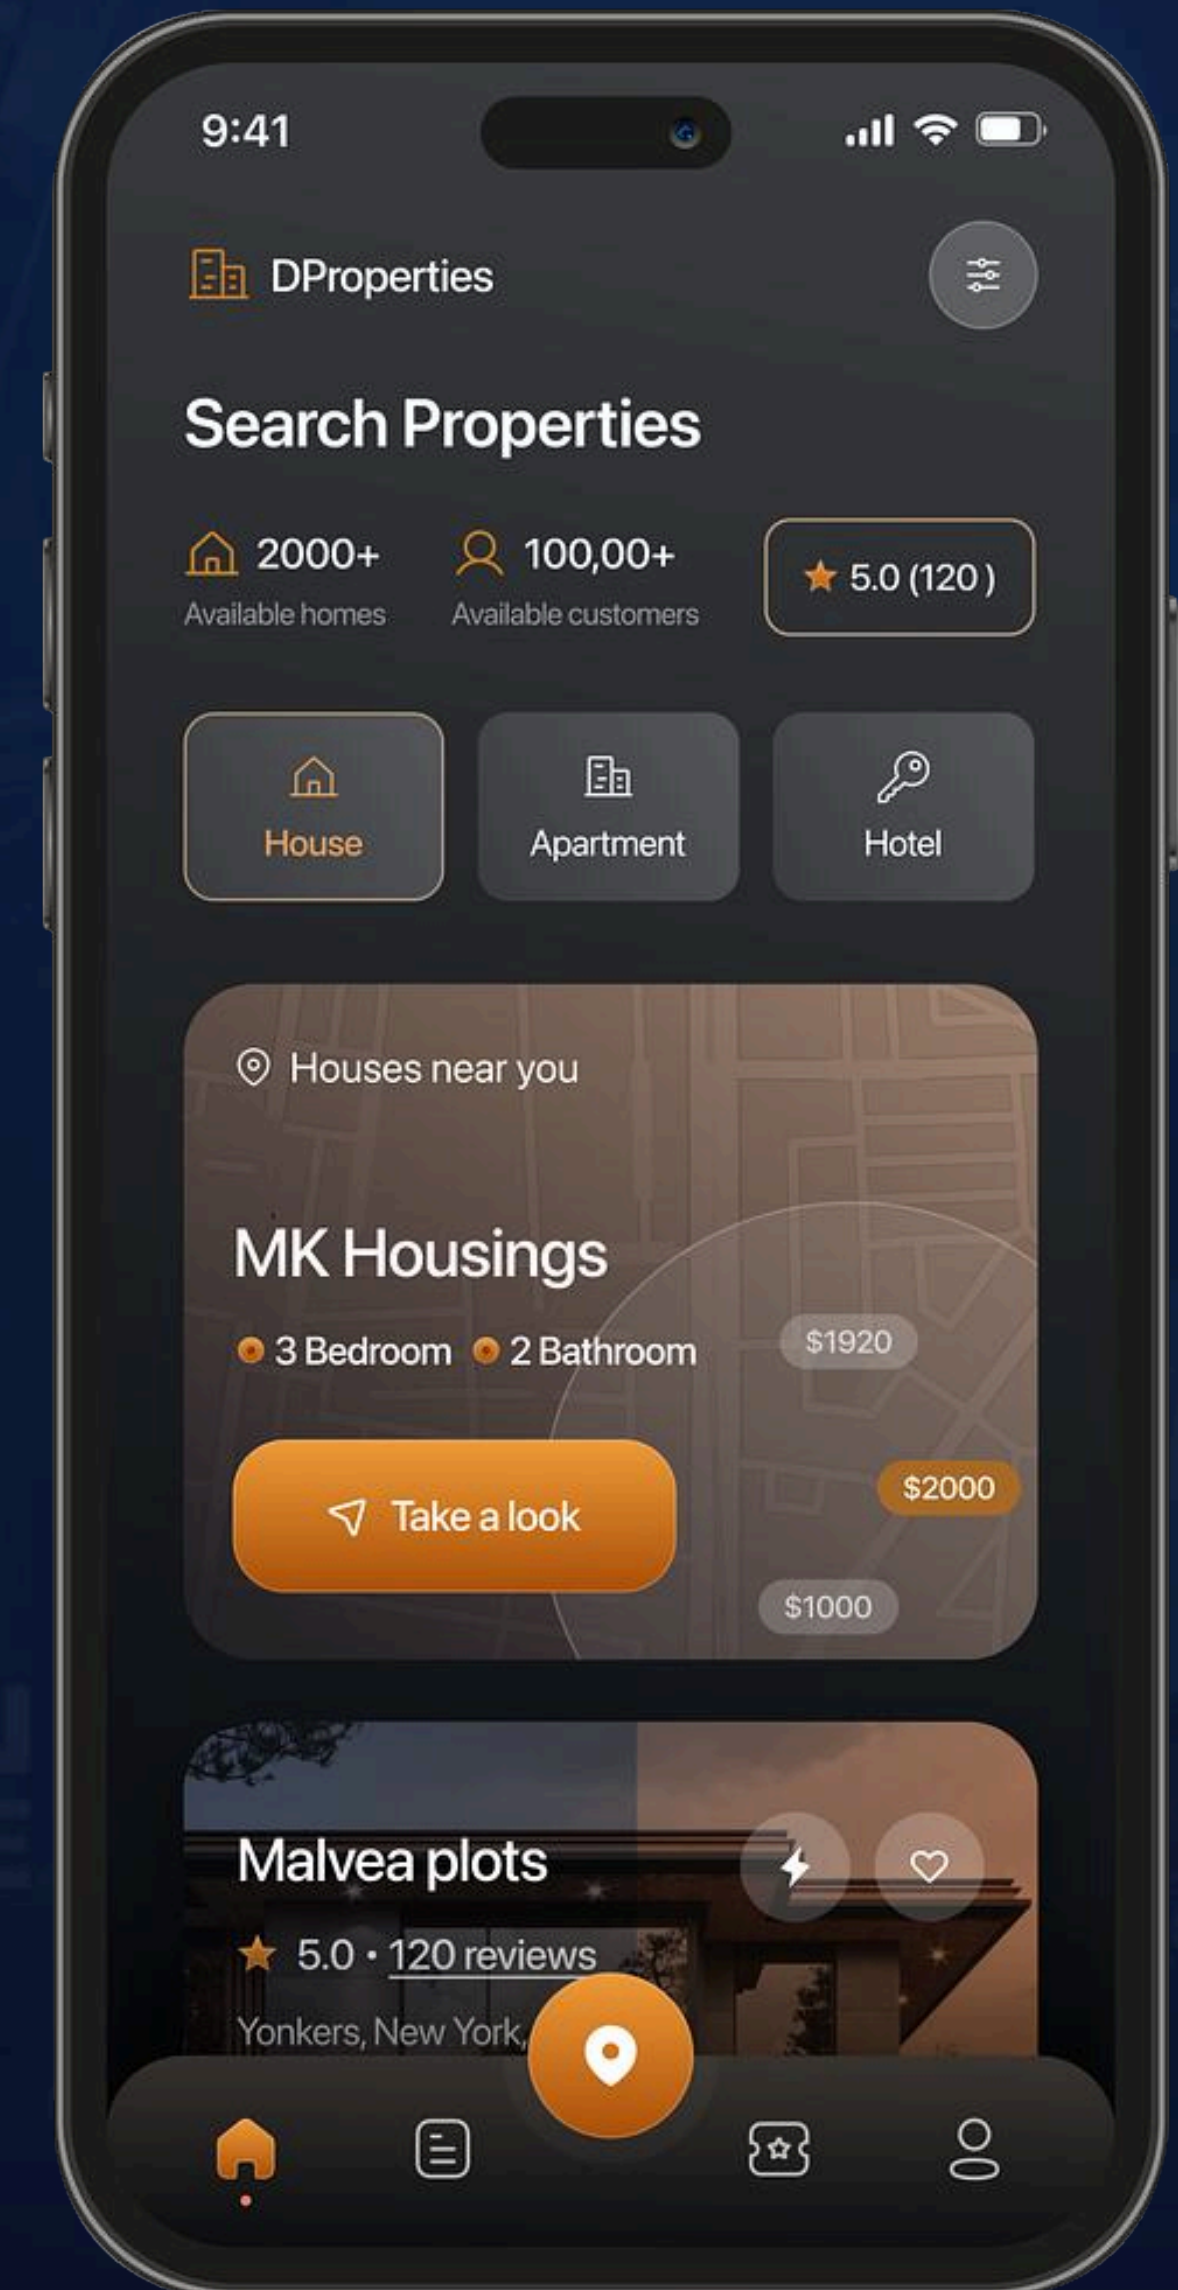 9:41
DProperties
Search Properties
2000+
Available homes
100,00+
Available customers
5.0 (120 )
House
Apartment
Hotel
Houses near you
MK Housings
3 Bedroom 2 Bathroom
$1920
$2000
Take a look
$1000
Malvea plots
5.0 • 120 reviews
Yonkers, New York,